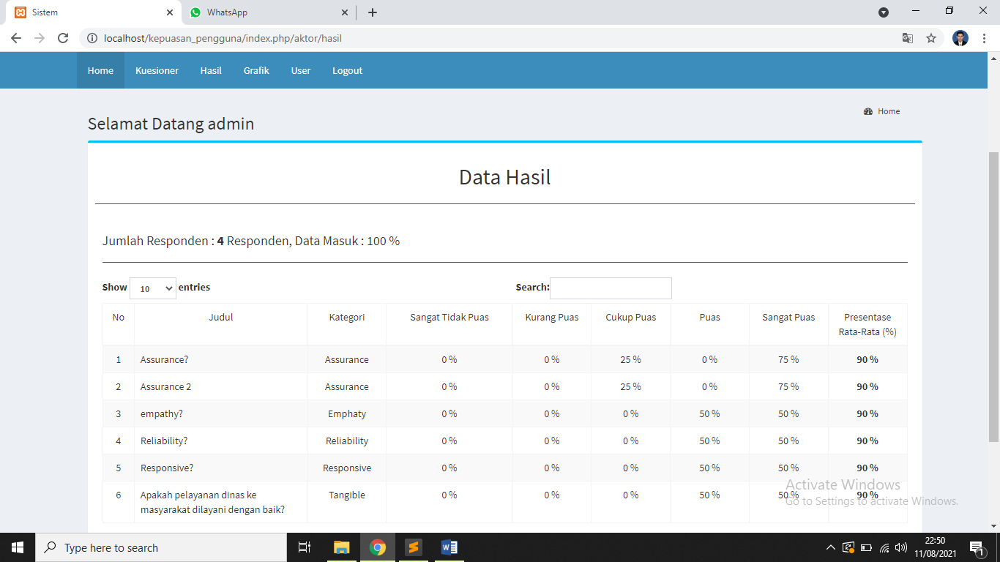 Sistem
WhatsApp
localhost/kepuasan_pengguna/index.php/aktor/hasil
Home Kuesioner Hasil Grafik User Logout
Home
Selamat Datang admin
Data Hasil
Jumlah Responden : 4 Responden, Data Masuk : 100 %
Show 10 entries Search:
No Judul Kategori Sangat Tidak Puas Kurang Puas Cukup Puas Puas Sangat Puas Presentase
Rata-Rata (%)
1 Assurance? Assurance 0 % 0 % 25 % 0 % 75 % 90 %
2 Assurance 2 Assurance 0 % 0 % 25 % 0 % 75 % 90 %
3 empathy? Emphaty 0 % 0 % 0 % 50 % 50 % 90 %
4 Reliability? Reliability 0 % 0 % 0 % 50 % 50 % 90 %
5 Responsive? Responsive 0 % 0 % 0 % 50 % 50 % 90 %
6 Apakah pelayanan dinas ke Tangible 0 % 0 % 0 % 50 % 50 % 90 %
masyarakat dilayani dengan baik?
Activate Windows
Go to Settings to activate Windows.
Type here to search
22:50
11/08/2021
1